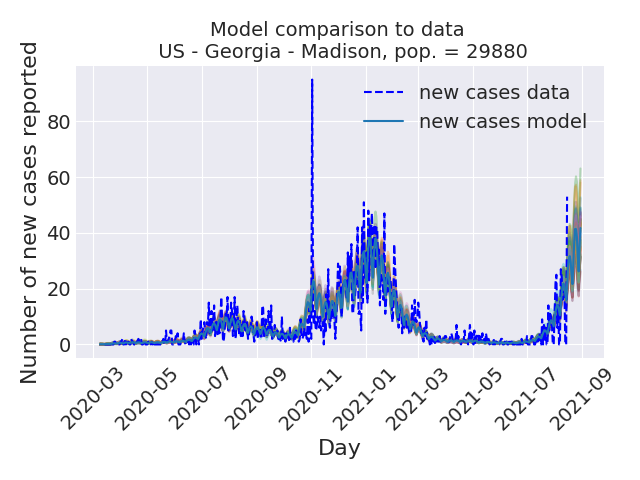 Model comparison to data
US - Georgia - Madison, pop. = 29880
new cases data
new cases model
Number of new cases reported
80
60
40
20
0
2020-03
2020-05
2020-07
2020-09
2020-11
2021-01
2021-03
2021-05
2021-07
2021-09
Day